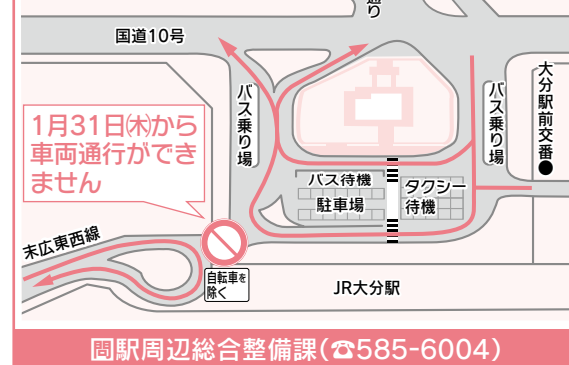 通り
国道10号
バス乗り場
バス乗り場
大分駅前交番
1月31日㈭から
車両通行ができ
ません
バス待機
駐車場
タクシー
待機
末広東西線
自転車を
除く
JR大分駅
問駅周辺総合整備課(☎585-6004)